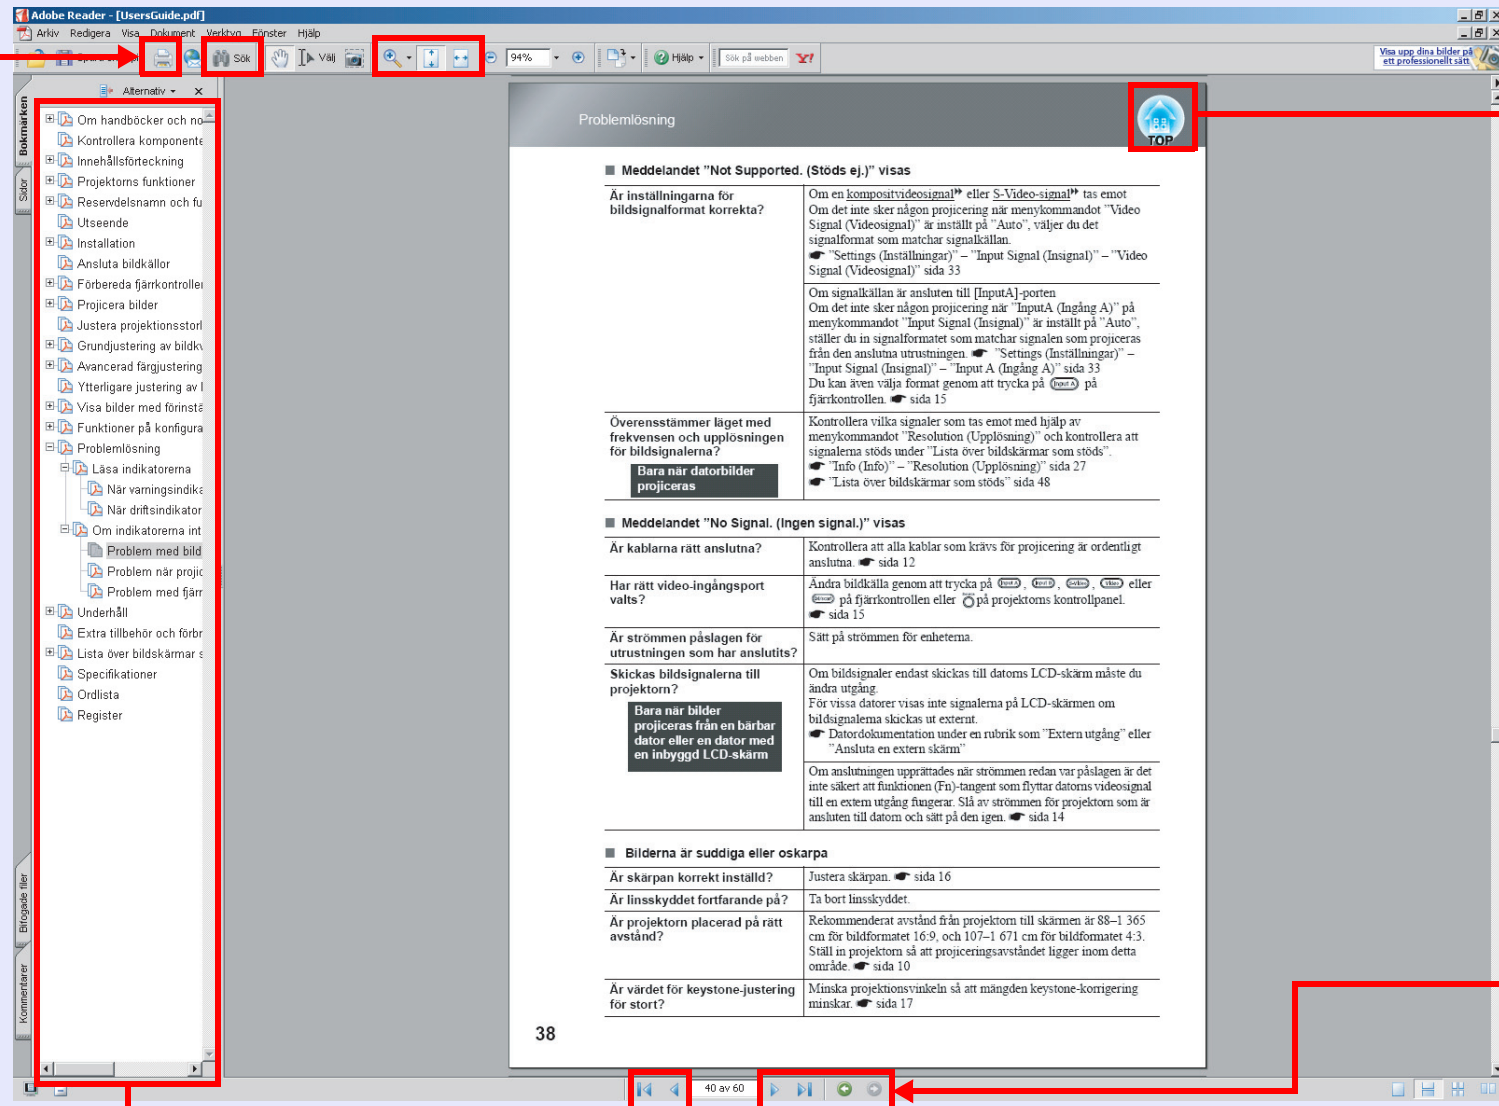 Adobe Reader - [UsersGuide.pdf]
Arkiv Redigera Visa Dokument Verktyg Fönster Hjälp
Sök Välj 94% Hjälp Sök på webben Y!
Visa upp dina bilder på
ett professionellt sätt
Alternativ
Bokmärken
Sidor
Bifogade filer
Kommentarer
Om handböcker och no
Kontrollera komponente
Innehållsförteckning
Projektorns funktioner
Reservdelsnamn och fu
Utseende
Installation
Ansluta bildkällor
Förbereda fjärrkontroller
Projicera bilder
Justera projektionsstorl
Grundjustering av bildkv
Avancerad färgjustering
Ytterligare justering av l
Visa bilder med förinstä
Funktioner på konfigura
Problemlösning
Läsa indikatorerna
När varningsindika
När driftsindikator
Om indikatorerna int
Problem med bild
Problem när projic
Problem med fjärr
Underhåll
Extra tillbehör och förbr
Lista över bildskärmar s
Specifikationer
Ordlista
Register
Problemlösning
TOP
Meddelandet "Not Supported. (Stöds ej.)" visas
Är inställningarna för
bildsignalformat korrekta?
Om en kompositvideosignal eller S-Video-signal tas emot
Om det inte sker någon projicering när menykommandot "Video
Signal (Videosignal)" är inställt på "Auto", väljer du det
signalformat som matchar signalkällan.
"Settings (Inställningar)" – "Input Signal (Insignal)" – "Video
Signal (Videosignal)" sida 33
Om signalkällan är ansluten till [InputA]-porten
Om det inte sker någon projicering när "InputA (Ingång A)" på
menykommandot "Input Signal (Insignal)" är inställt på "Auto",
ställer du in signalformatet som matchar signalen som projiceras
från den anslutna utrustningen. "Settings (Inställningar)" –
"Input Signal (Insignal)" – "Input A (Ingång A)" sida 33
Du kan även välja format genom att trycka på Input A på
fjärrkontrollen. sida 15
Överensstämmer läget med
frekvensen och upplösningen
för bildsignalerna?
Bara när datorbilder
projiceras
Kontrollera vilka signaler som tas emot med hjälp av
menykommandot "Resolution (Upplösning)" och kontrollera att
signalerna stöds under "Lista över bildskärmar som stöds".
"Info (Info)" – "Resolution (Upplösning)" sida 27
"Lista över bildskärmar som stöds" sida 48
Meddelandet "No Signal. (Ingen signal.)" visas
Är kablarna rätt anslutna?
Kontrollera att alla kablar som krävs för projicering är ordentligt
anslutna. sida 12
Har rätt video-ingångsport
valts?
Ändra bildkälla genom att trycka på Input A , Input B , S-Video , Video eller
på fjärrkontrollen eller på projektorns kontrollpanel.
sida 15
Är strömmen påslagen för
utrustningen som har anslutits?
Sätt på strömmen för enheterna.
Skickas bildsignalerna till
projektorn?
Bara när bilder
projiceras från en bärbar
dator eller en dator med
en inbyggd LCD-skärm
Om bildsignaler endast skickas till datorns LCD-skärm måste du
ändra utgång.
För vissa datorer visas inte signalerna på LCD-skärmen om
bildsignalerna skickas ut externt.
Datordokumentation under en rubrik som "Extern utgång" eller
"Ansluta en extern skärm"
Om anslutningen upprättades när strömmen redan var påslagen är det
inte säkert att funktionen (Fn)-tangent som flyttar datorns videosignal
till en extern utgång fungerar. Slå av strömmen för projektorn som är
ansluten till datorn och sätt på den igen. sida 14
Bilderna är suddiga eller oskarpa
Är skärpan korrekt inställd?
Justera skärpan. sida 16
Är linsskyddet fortfarande på?
Ta bort linsskyddet.
Är projektorn placerad på rätt
avstånd?
Rekommenderat avstånd från projektorn till skärmen är 88–1 365
cm för bildformatet 16:9, och 107–1 671 cm för bildformatet 4:3.
Ställ in projektorn så att projiceringsavståndet ligger inom detta
område. sida 10
Är värdet för keystone-justering
för stort?
Minska projektionsvinkeln så att mängden keystone-korrigering
minskar. sida 17
38
40 av 60